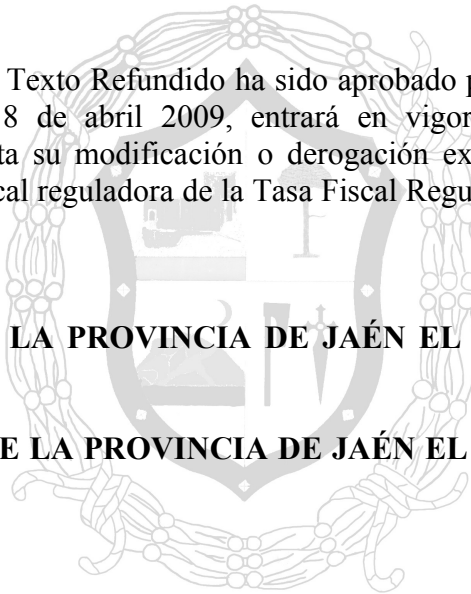 Texto Refundido ha sido aprobado p
8 de abril 2009, entrará en vigor
ta su modificación o derogación ex
cal reguladora de la Tasa Fiscal Regu
LA PROVINCIA DE JAÉN EL
E LA PROVINCIA DE JAÉN EL